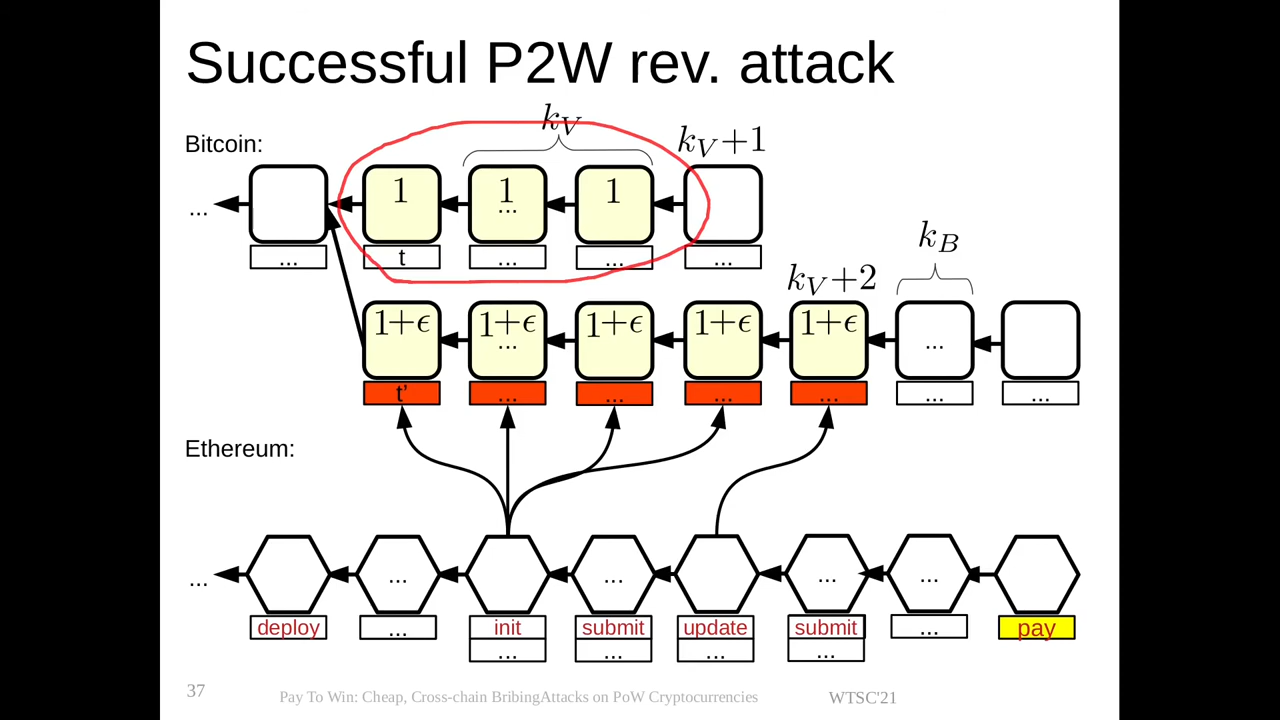 Successful P2W rev. attack
k_V
k_V+1
Bitcoin:
...
1
1
...
1
...
t
...
...
...
k_B
k_V+2
1+ϵ
1+ϵ
...
1+ϵ
1+ϵ
1+ϵ
...
t'
...
...
...
...
...
...
Ethereum:
...
...
...
...
...
deploy
...
init
submit
update
submit
...
pay
...
...
...
...
37
Pay To Win: Cheap, Cross-chain BribingAttacks on PoW Cryptocurrencies
WTSC'21